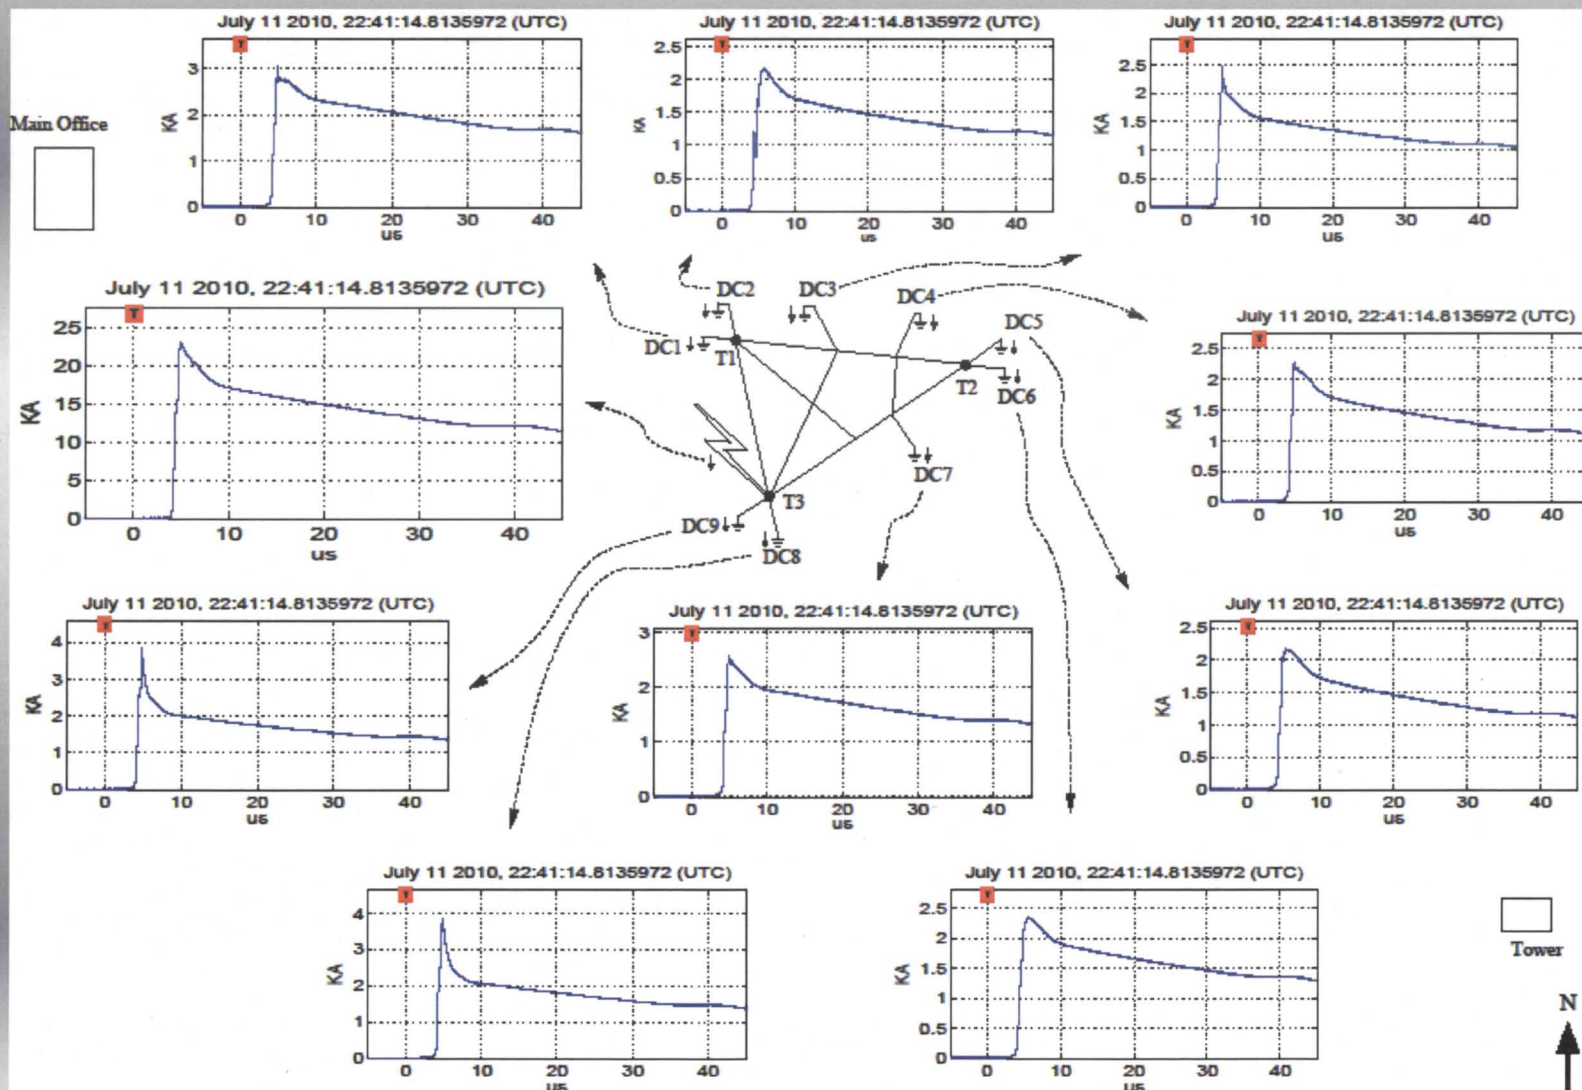 July 11 2010, 22:41:14.8135972 (UTC)
T
3
2
1
0
KA
0 10 20 30 40
us
July 11 2010, 22:41:14.8135972 (UTC)
T
2.5
2
1.5
1
0.5
0
KA
0 10 20 30 40
us
July 11 2010, 22:41:14.8135972 (UTC)
T
2.5
2
1.5
1
0.5
0
KA
0 10 20 30 40
us
Main Office
July 11 2010, 22:41:14.8135972 (UTC)
T
25
20
15
10
5
0
KA
0 10 20 30 40
us
DC2
DC3
DC4
DC5
DC1
T1
T2
DC6
DC7
T3
DC9
DC8
July 11 2010, 22:41:14.8135972 (UTC)
T
2.5
2
1.5
1
0.5
0
KA
0 10 20 30 40
us
July 11 2010, 22:41:14.8135972 (UTC)
T
4
3
2
1
0
KA
0 10 20 30 40
us
July 11 2010, 22:41:14.8135972 (UTC)
T
3
2
1
0
KA
0 10 20 30 40
us
July 11 2010, 22:41:14.8135972 (UTC)
T
2.5
2
1.5
1
0.5
0
KA
0 10 20 30 40
us
July 11 2010, 22:41:14.8135972 (UTC)
T
4
3
2
1
0
KA
0 10 20 30 40
us
July 11 2010, 22:41:14.8135972 (UTC)
T
2.5
2
1.5
1
0.5
0
KA
0 10 20 30 40
us
Tower
N